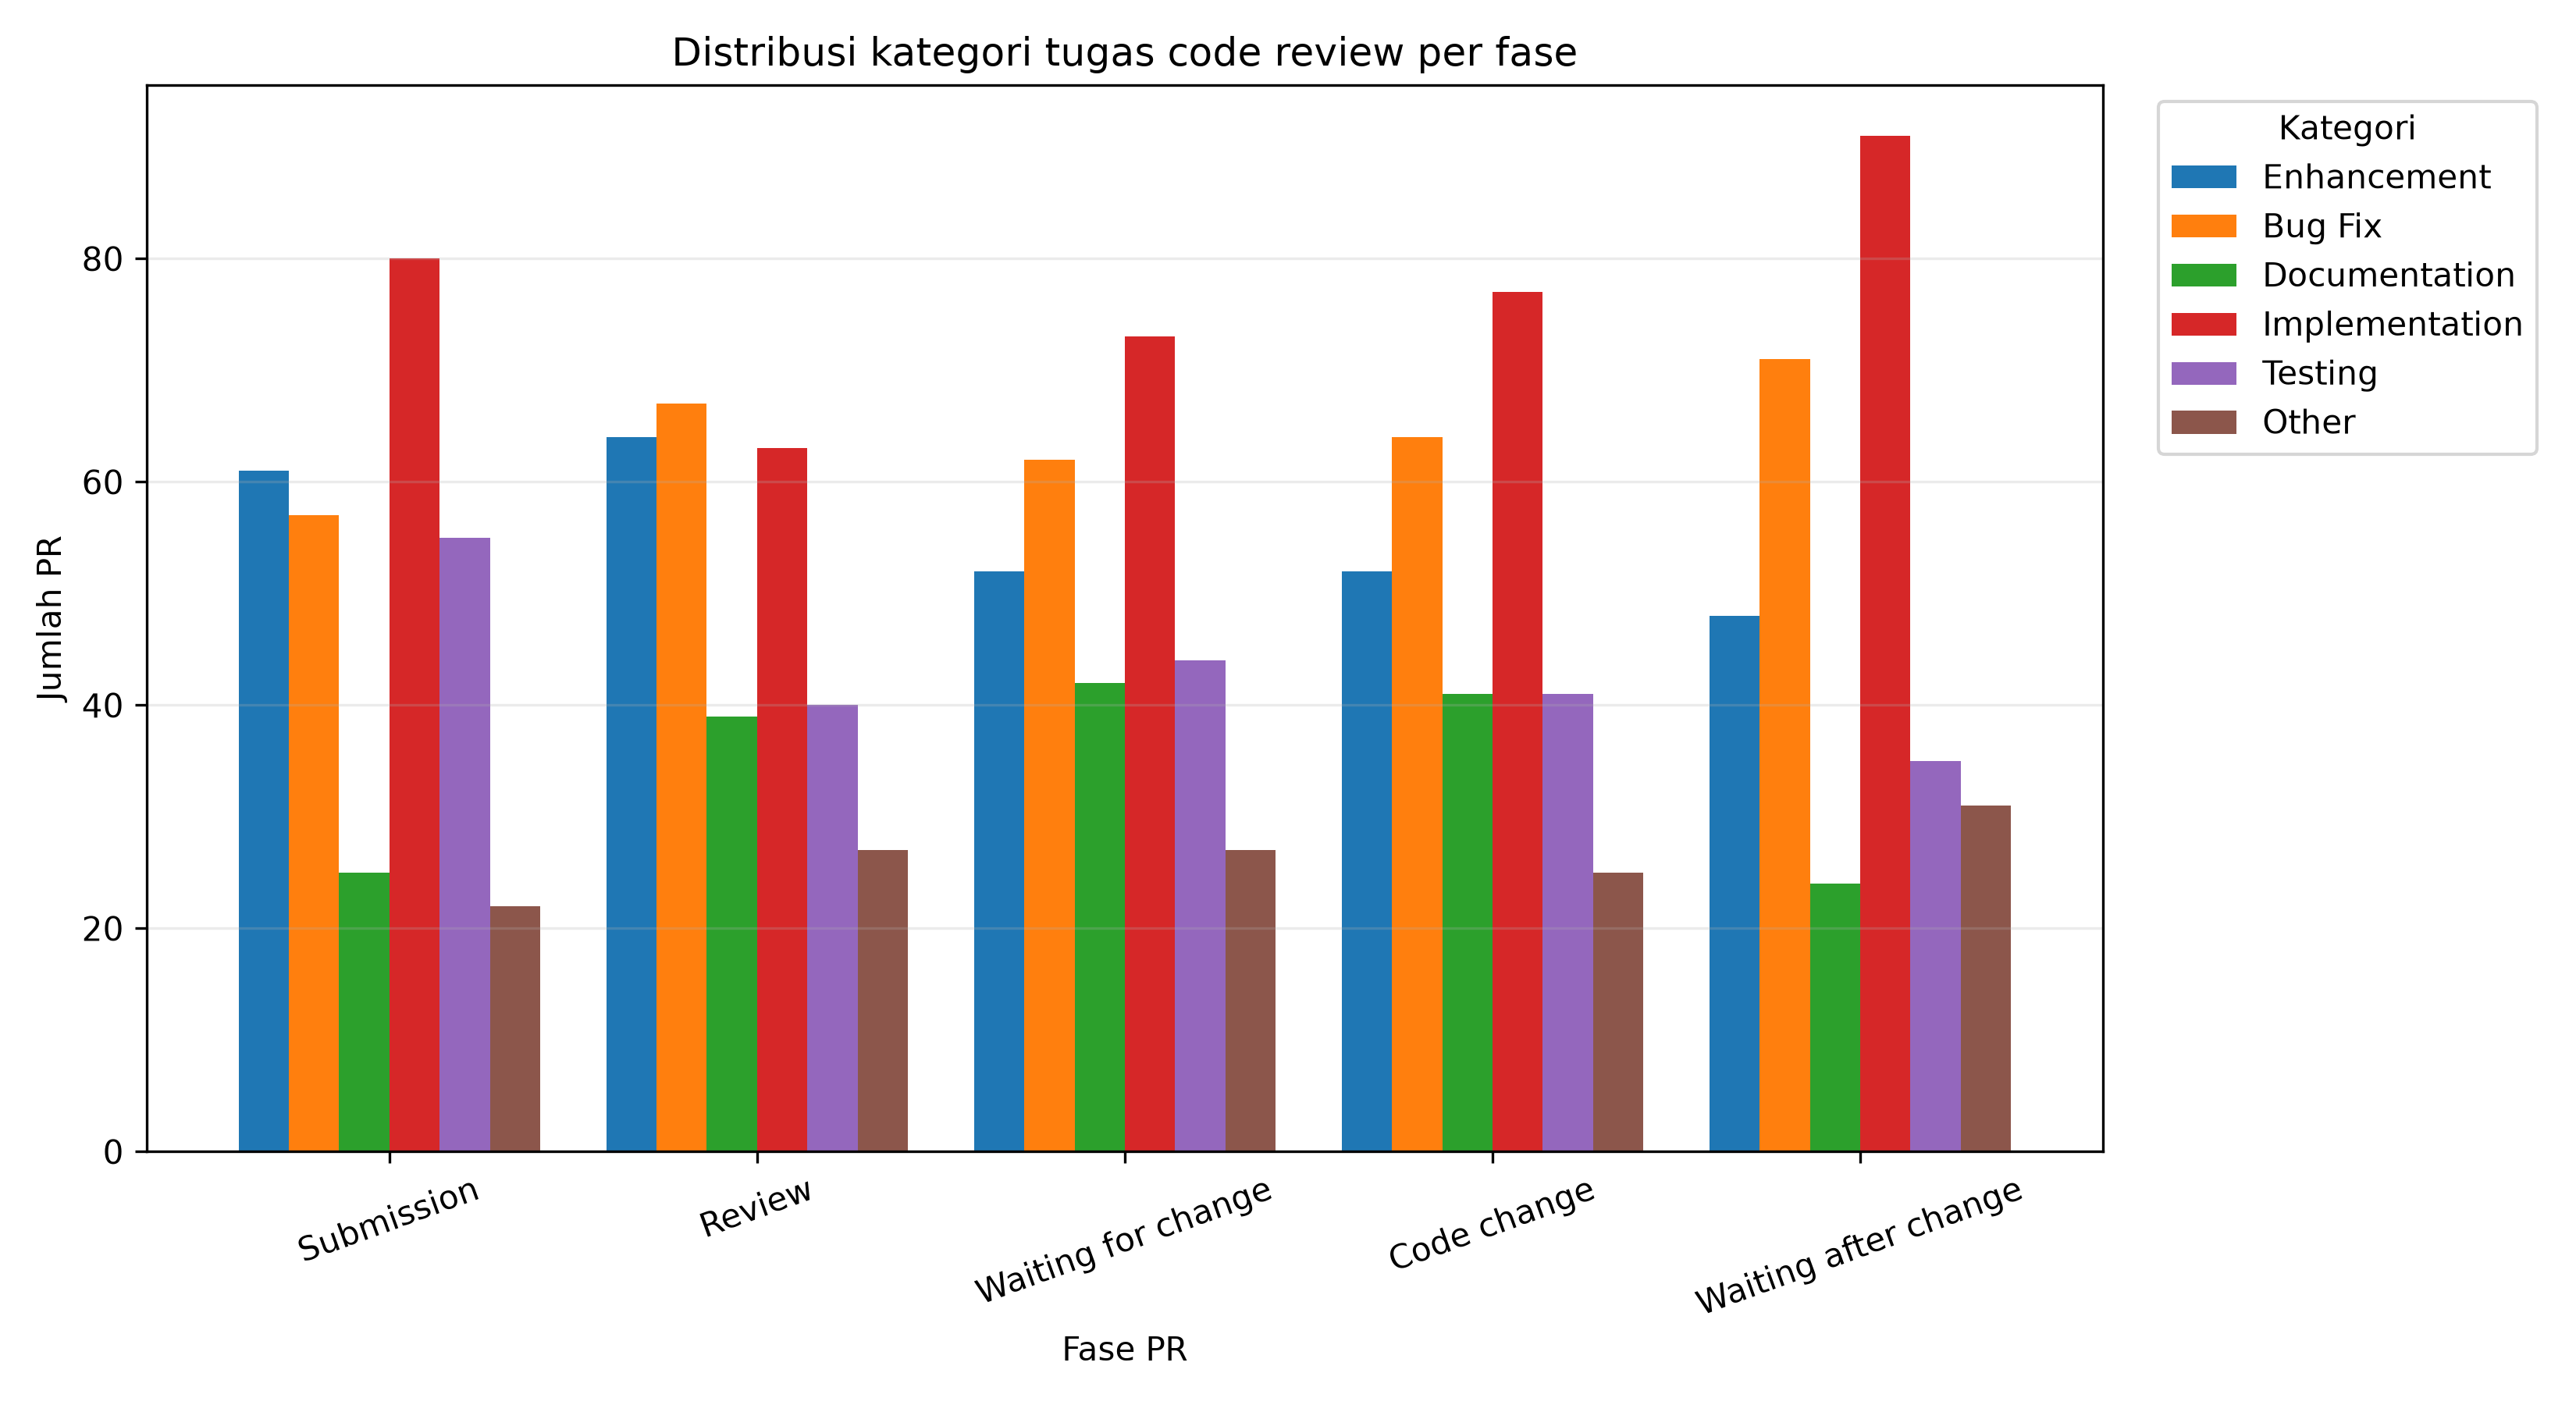 Distribusi kategori tugas code review per fase
Kategori
Enhancement
Bug Fix
Documentation
Implementation
Testing
Other
Jumlah PR
80
60
40
20
0
Submission
Review
Waiting for change
Code change
Waiting after change
Fase PR